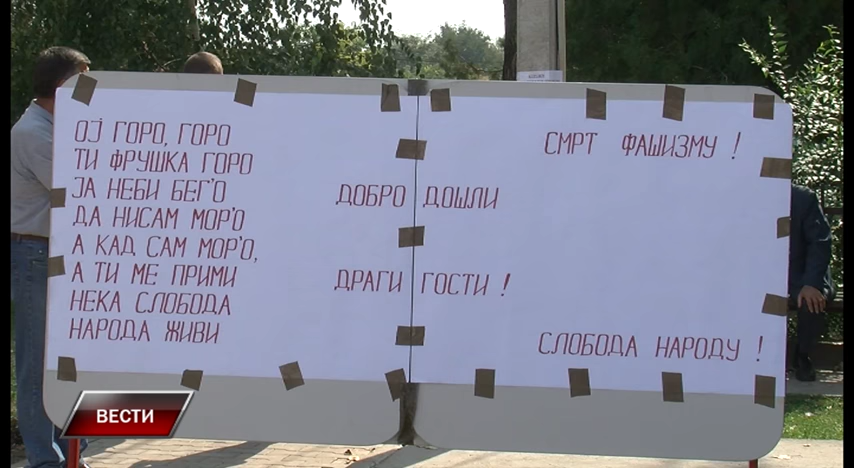 ОЈ ГОРО, ГОРО
ТИ ФРУШКА ГОРО
ЈА НЕБИ БЕГ'О
ДА НИСАМ МОР'О
А КАД САМ МОР'О,
А ТИ МЕ ПРИМИ
НЕКА СЛОБОДА
НАРОДА ЖИВИ
ДОБРО ДОШЛИ
ДРАГИ ГОСТИ !
СМРТ ФАШИЗМУ !
СЛОБОДА НАРОДУ !
ВЕСТИ